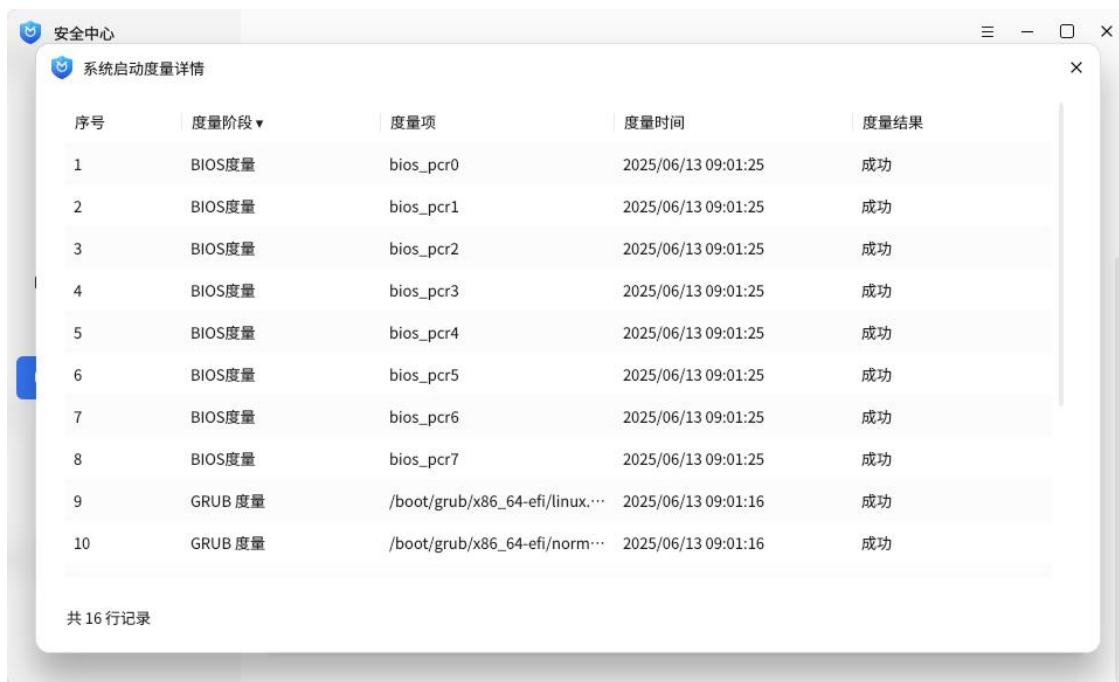 安全中心
系统启动度量详情
序号 度量阶段▼ 度量项 度量时间 度量结果
1 BIOS度量 bios_pcr0 2025/06/13 09:01:25 成功
2 BIOS度量 bios_pcr1 2025/06/13 09:01:25 成功
3 BIOS度量 bios_pcr2 2025/06/13 09:01:25 成功
4 BIOS度量 bios_pcr3 2025/06/13 09:01:25 成功
5 BIOS度量 bios_pcr4 2025/06/13 09:01:25 成功
6 BIOS度量 bios_pcr5 2025/06/13 09:01:25 成功
7 BIOS度量 bios_pcr6 2025/06/13 09:01:25 成功
8 BIOS度量 bios_pcr7 2025/06/13 09:01:25 成功
9 GRUB 度量 /boot/grub/x86_64-efi/linux.… 2025/06/13 09:01:16 成功
10 GRUB 度量 /boot/grub/x86_64-efi/norm… 2025/06/13 09:01:16 成功
共 16 行记录